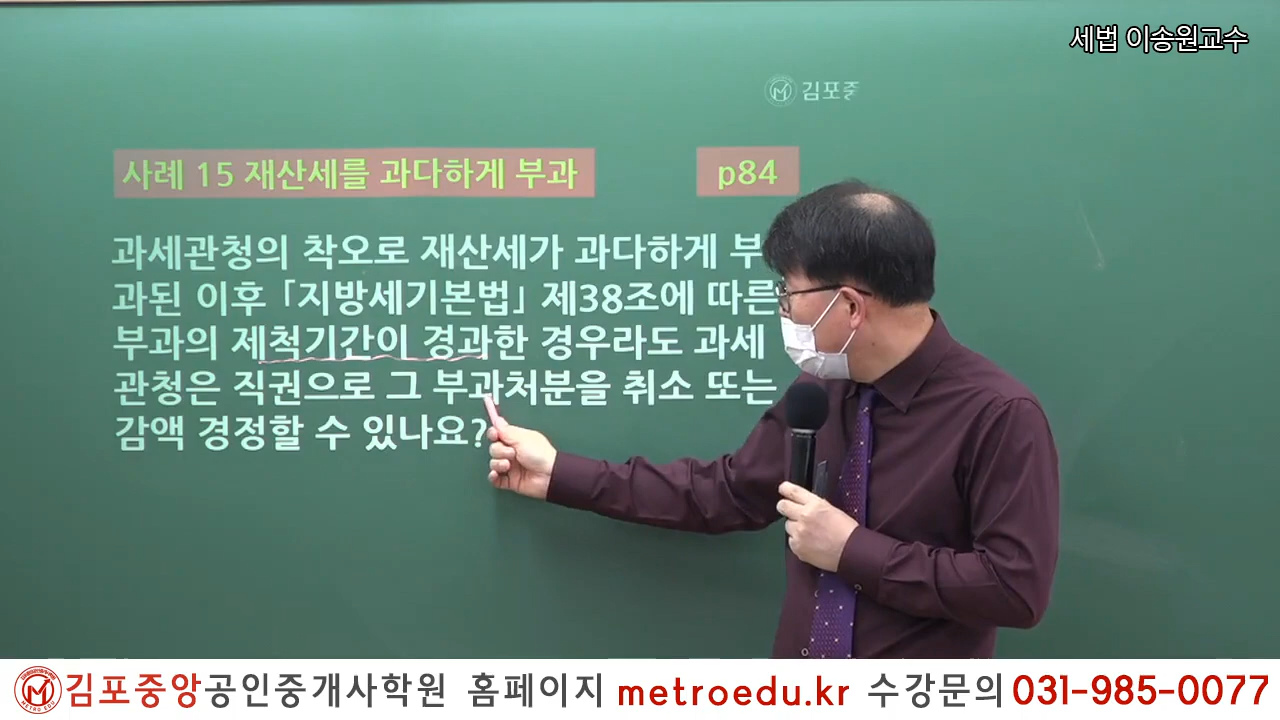 세법 이송원교수
김포중
사례 15 재산세를 과다하게 부과
p84
과세관청의 착오로 재산세가 과다하게 부
과된 이후 「지방세기본법」 제38조에 따른
부과의 제척기간이 경과한 경우라도 과세
관청은 직권으로 그 부과처분을 취소 또는
감액 경정할 수 있나요?
김포중앙공인중개사학원 홈페이지 metroedu.kr 수강문의 031-985-0077